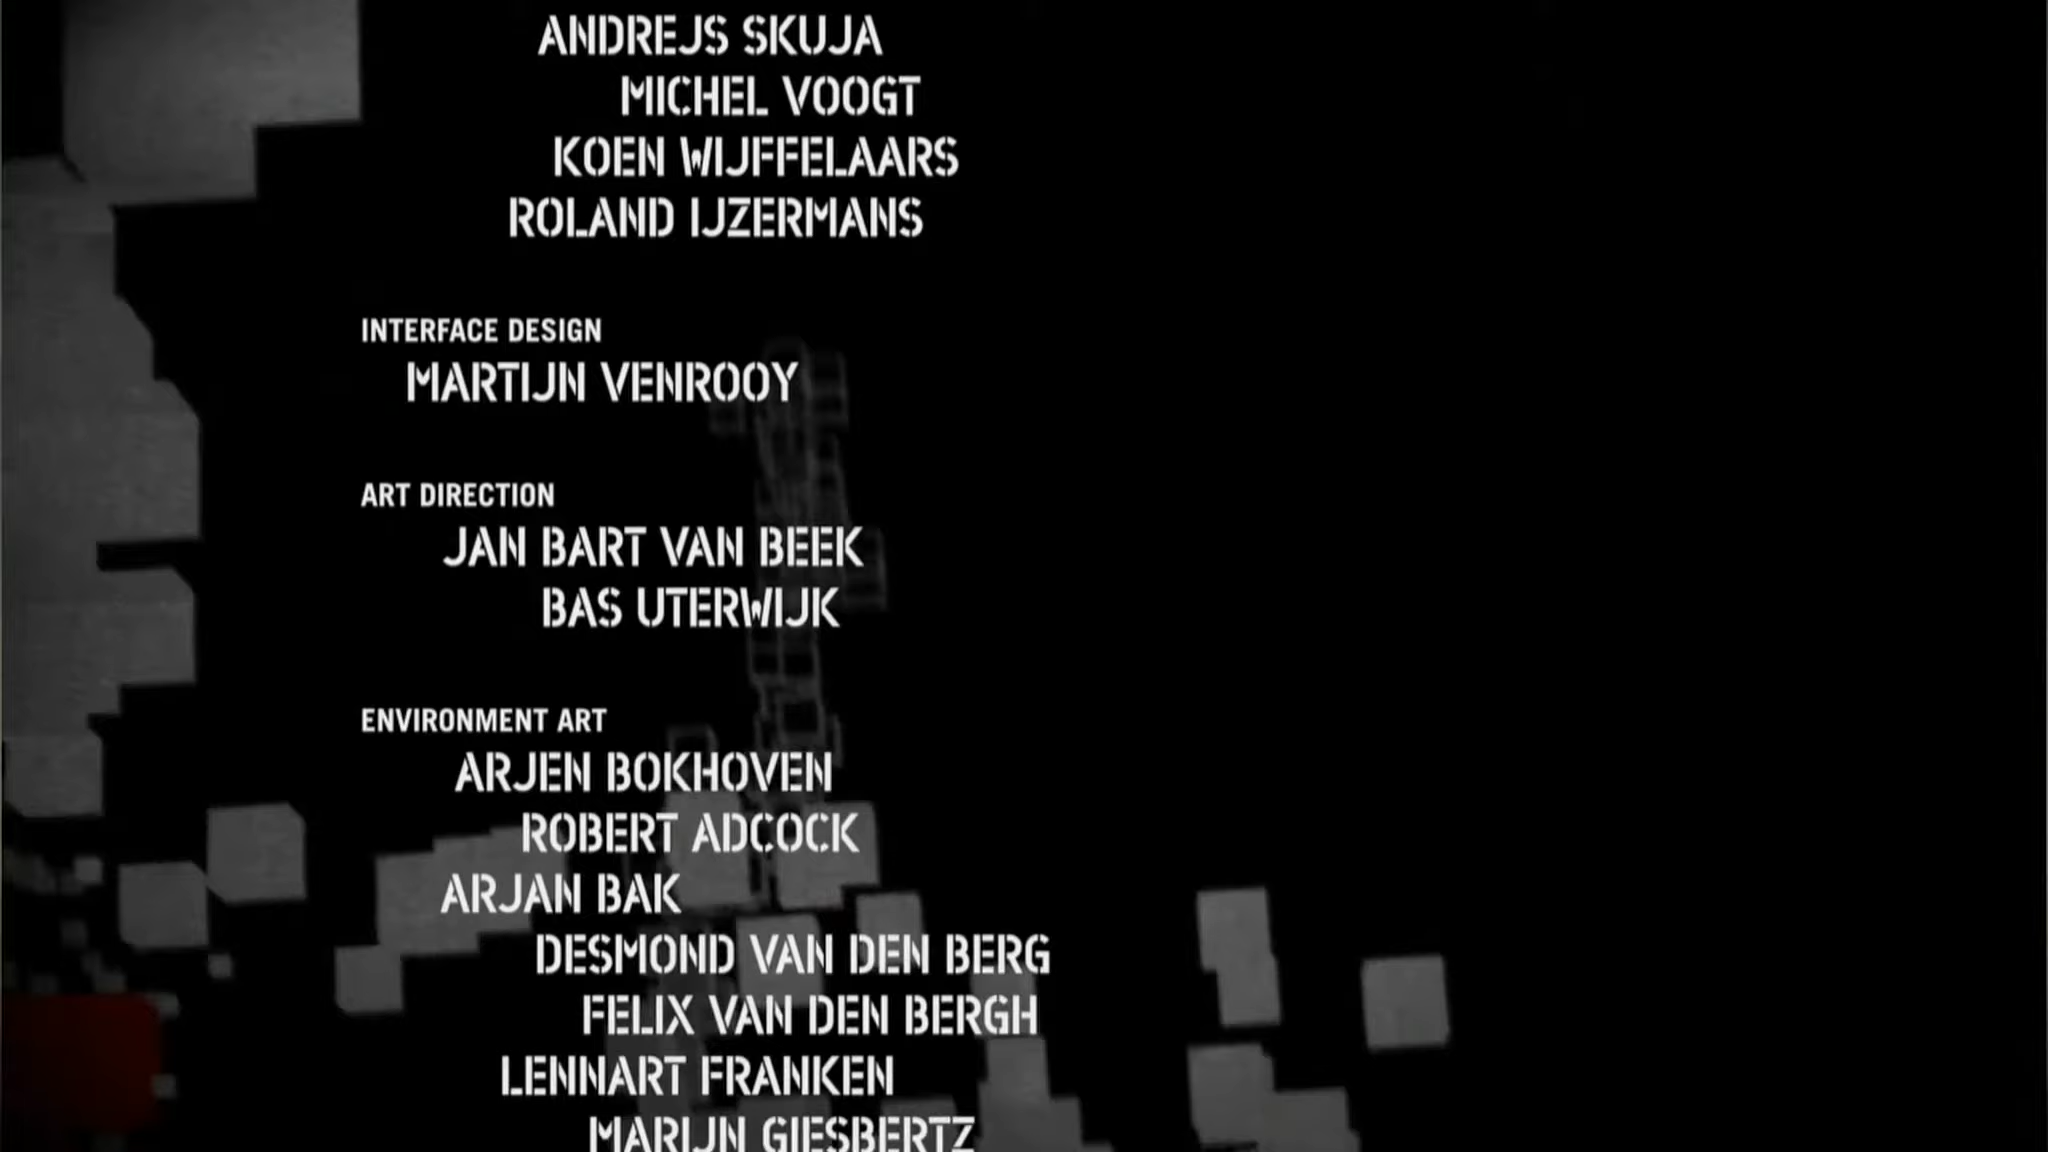 ANDREJS SKUJA
MICHEL VOOGT
KOEN WIJFFELAARS
ROLAND IJZERMANS
INTERFACE DESIGN
MARTIJN VENROOY
ART DIRECTION
JAN BART VAN BEEK
BAS UTERWIJK
ENVIRONMENT ART
ARJEN BOKHOVEN
ROBERT ADCOCK
ARJAN BAK
DESMOND VAN DEN BERG
FELIX VAN DEN BERGH
LENNART FRANKEN
MARIJN GIESBERTZ